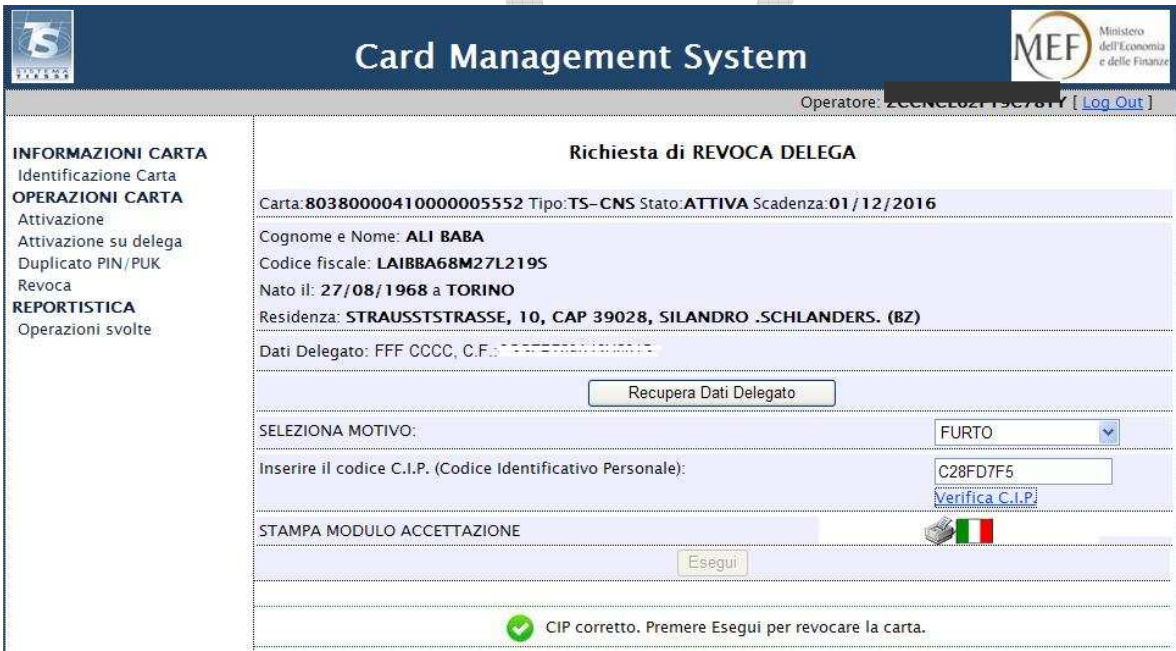 TS
SISTEMA
T.I.E.S.S.E
Card Management System
MEF
Ministero
dell'Economia
e delle Finanze
Operatore: [ Log Out ]
INFORMAZIONI CARTA
Identificazione Carta
OPERAZIONI CARTA
Attivazione
Attivazione su delega
Duplicato PIN/PUK
Revoca
REPORTISTICA
Operazioni svolte
Richiesta di REVOCA DELEGA
Carta:80380000410000005552 Tipo:TS-CNS Stato:ATTIVA Scadenza:01/12/2016
Cognome e Nome: ALI BABA
Codice fiscale: LAIBBA68M27L219S
Nato il: 27/08/1968 a TORINO
Residenza: STRAUSSTSTRASSE, 10, CAP 39028, SILANDRO .SCHLANDERS. (BZ)
Dati Delegato: FFF CCCC, C.F.:
Recupera Dati Delegato
SELEZIONA MOTIVO:
FURTO
Inserire il codice C.I.P. (Codice Identificativo Personale):
C28FD7F5
Verifica C.I.P.
STAMPA MODULO ACCETTAZIONE
Esegui
CIP corretto. Premere Esegui per revocare la carta.